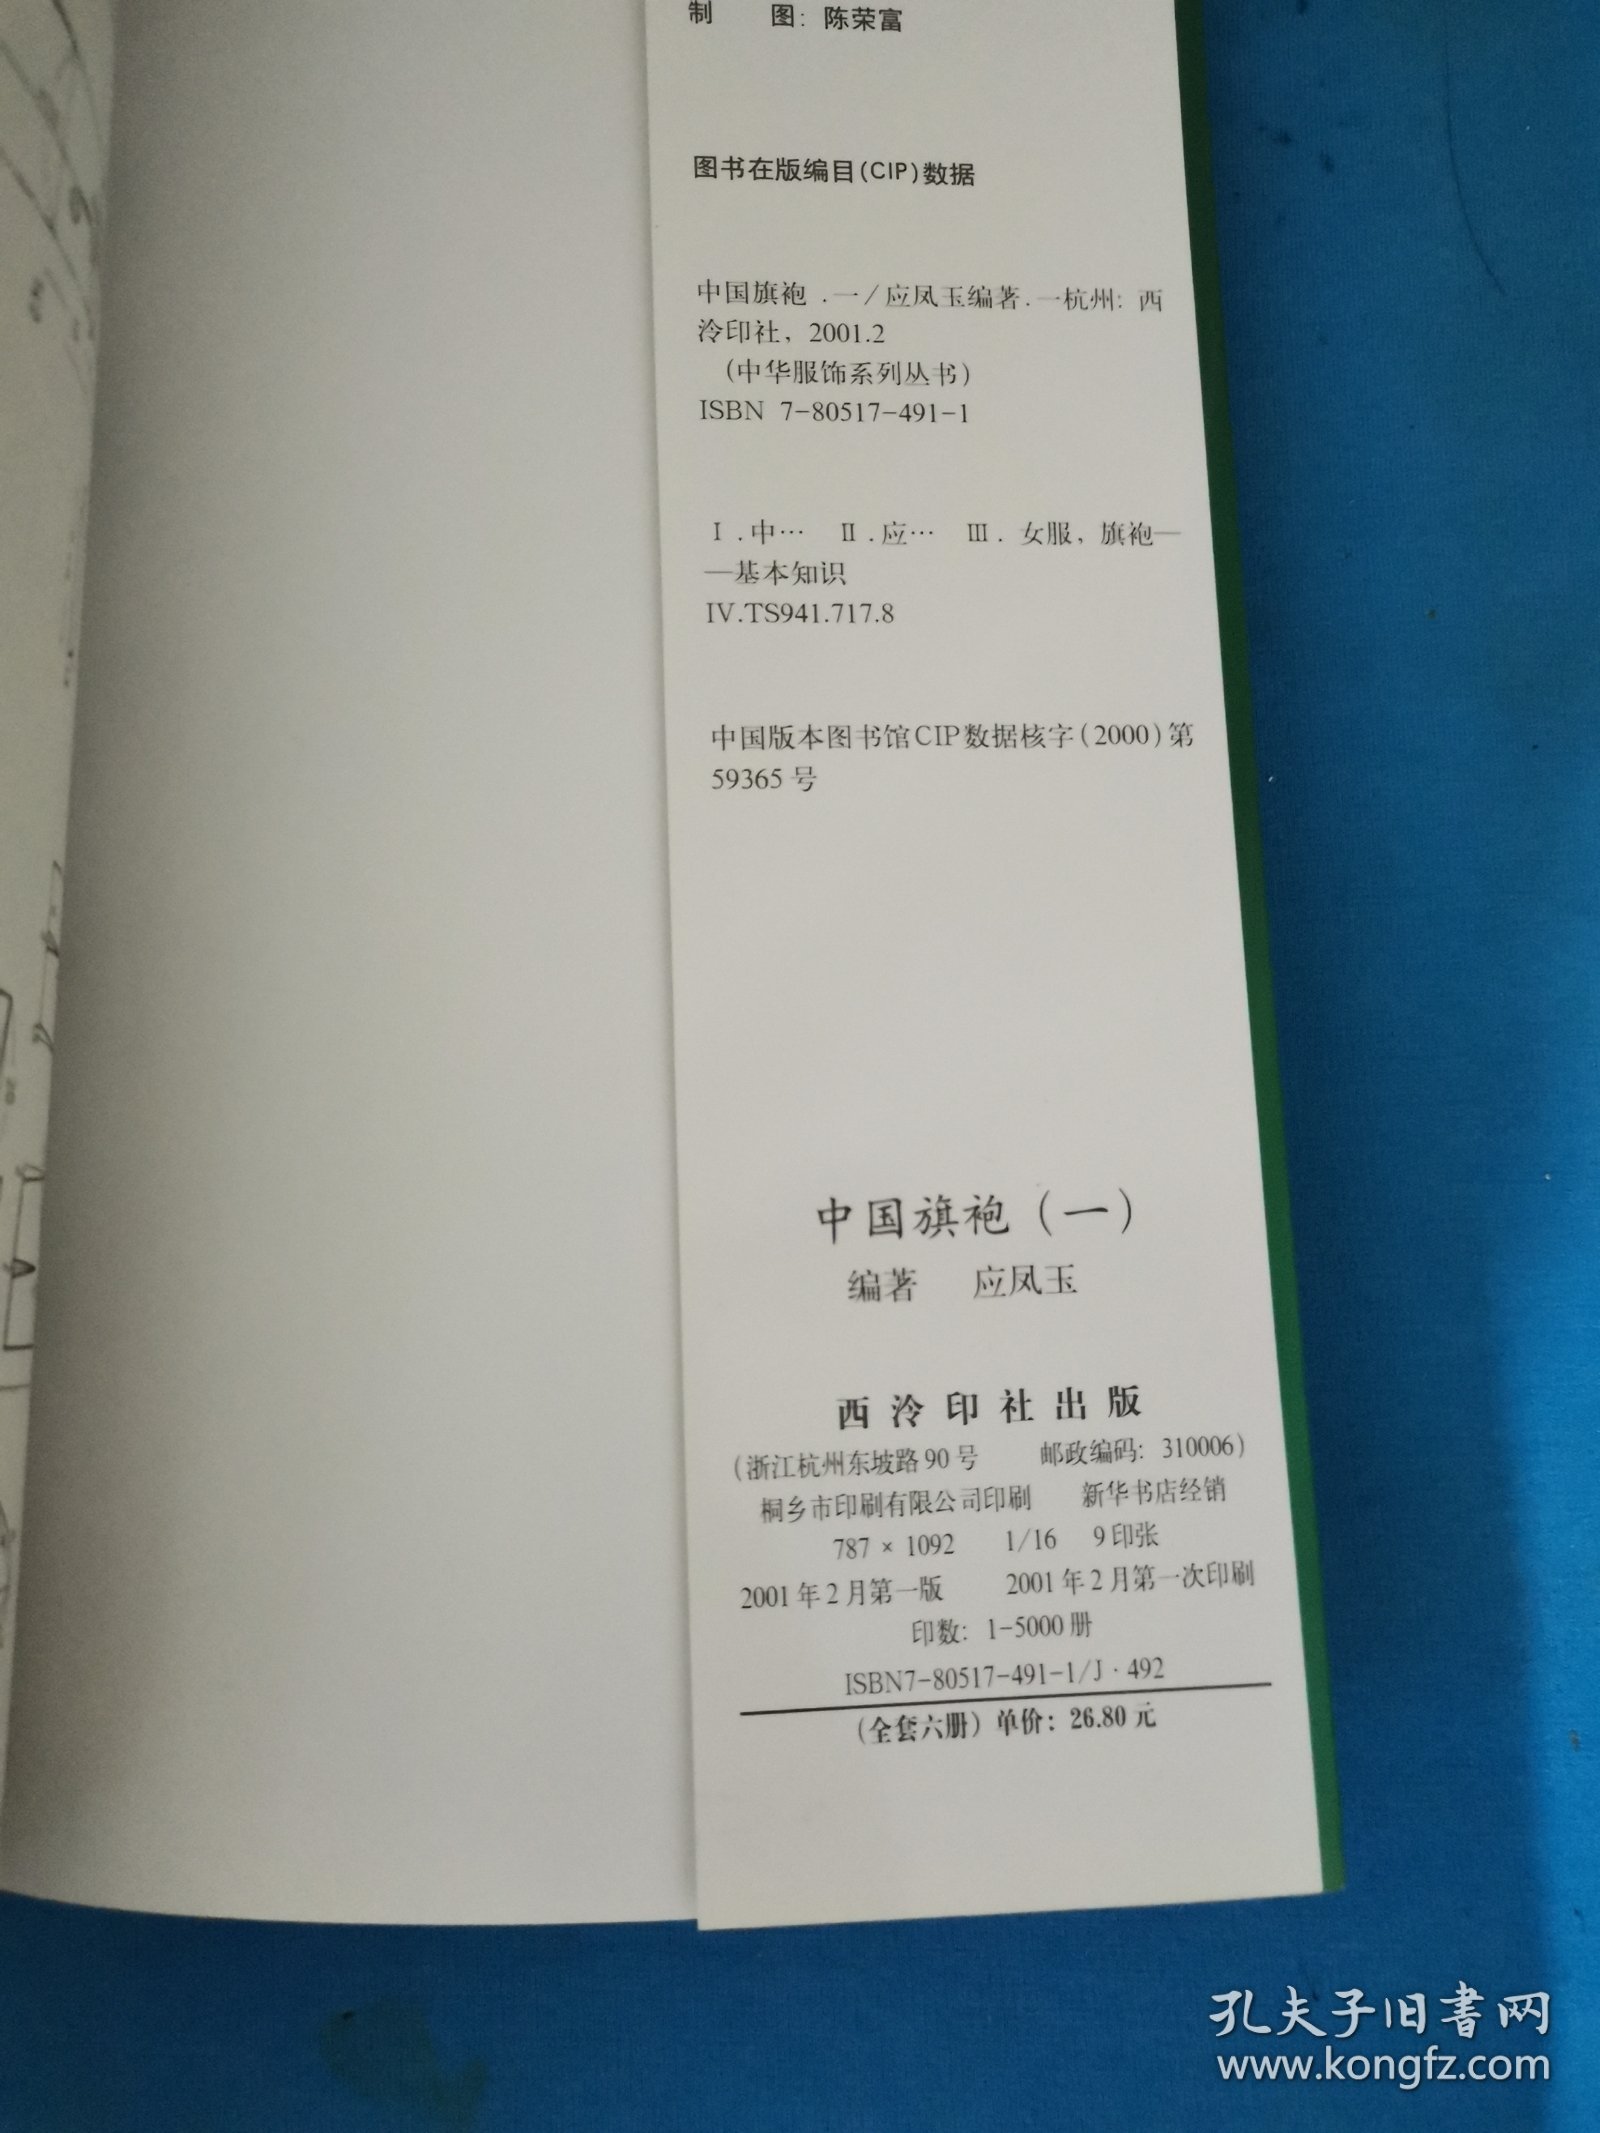 制 图：陈荣富
图书在版编目(CIP)数据
中国旗袍 .一/应凤玉编著.一杭州：西
泠印社，2001.2
(中华服饰系列丛书)
ISBN 7-80517-491-1
Ⅰ.中… Ⅱ.应… Ⅲ. 女服，旗袍—
—基本知识
IV.TS941.717.8
中国版本图书馆CIP数据核字(2000)第
59365号
中国旗袍(一)
编著 应凤玉
西泠印社出版
(浙江杭州东坡路90号 邮政编码：310006)
桐乡市印刷有限公司印刷 新华书店经销
787×1092 1/16 9印张
2001年2月第一版 2001年2月第一次印刷
印数：1-5000册
ISBN7-80517-491-1/J·492
(全套六册)单价：26.80元
孔夫子旧书网
www.kongfz.com